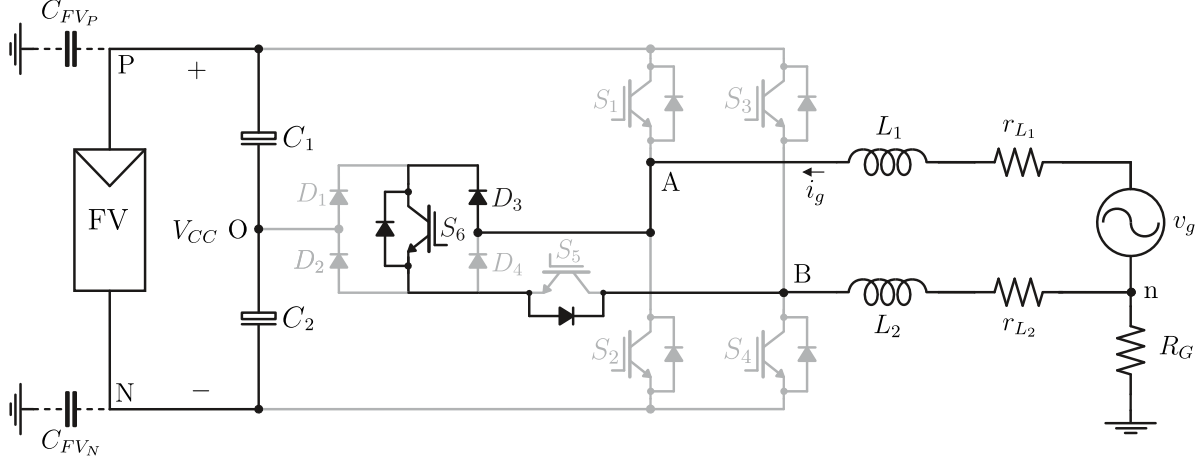 C_{FV_P}
P
+
S_1
S_3
L_1
r_{L_1}
C_1
A
i_g
D_1
D_3
FV
V_{CC} O
S_6
v_g
D_2
D_4
S_5
B
n
C_2
L_2
r_{L_2}
S_2
S_4
R_G
N
−
C_{FV_N}